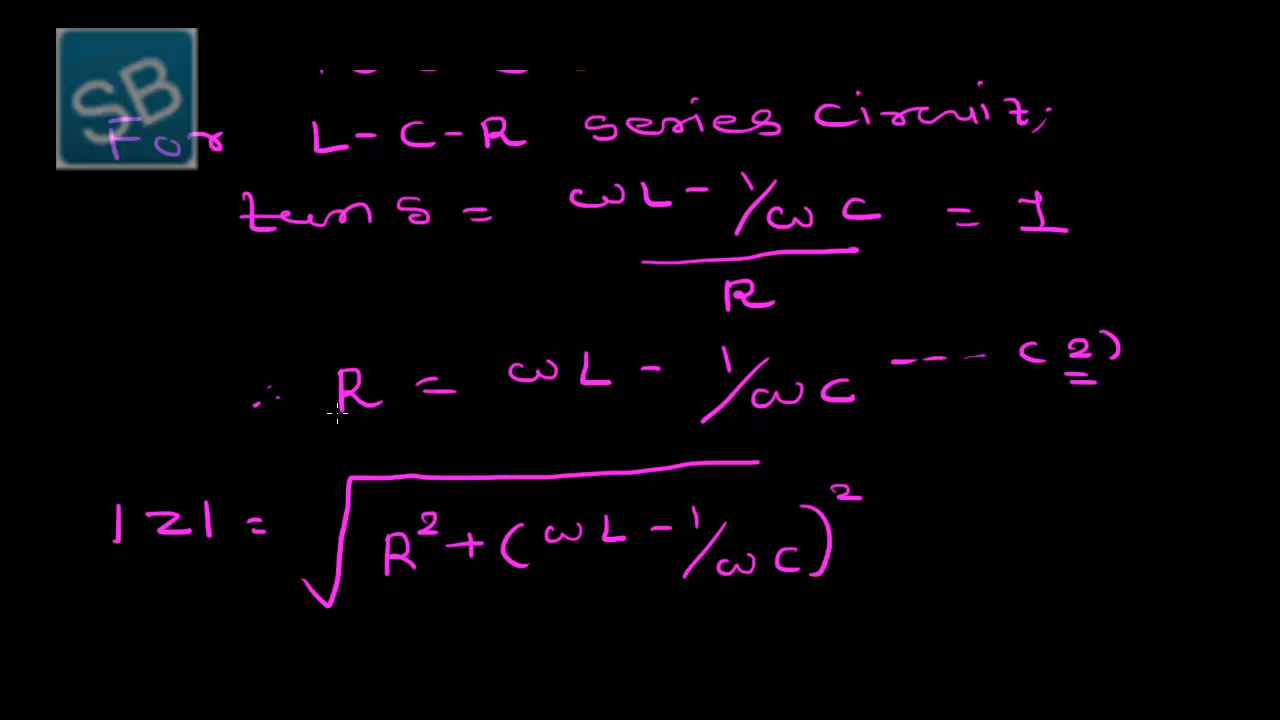 SB
For L-C-R series circuit,
tan δ = (ωL - 1/ωC) / R = 1
∴ R = ωL - 1/ωC ---- (2)
|Z| = √(R² + (ωL - 1/ωC)²)